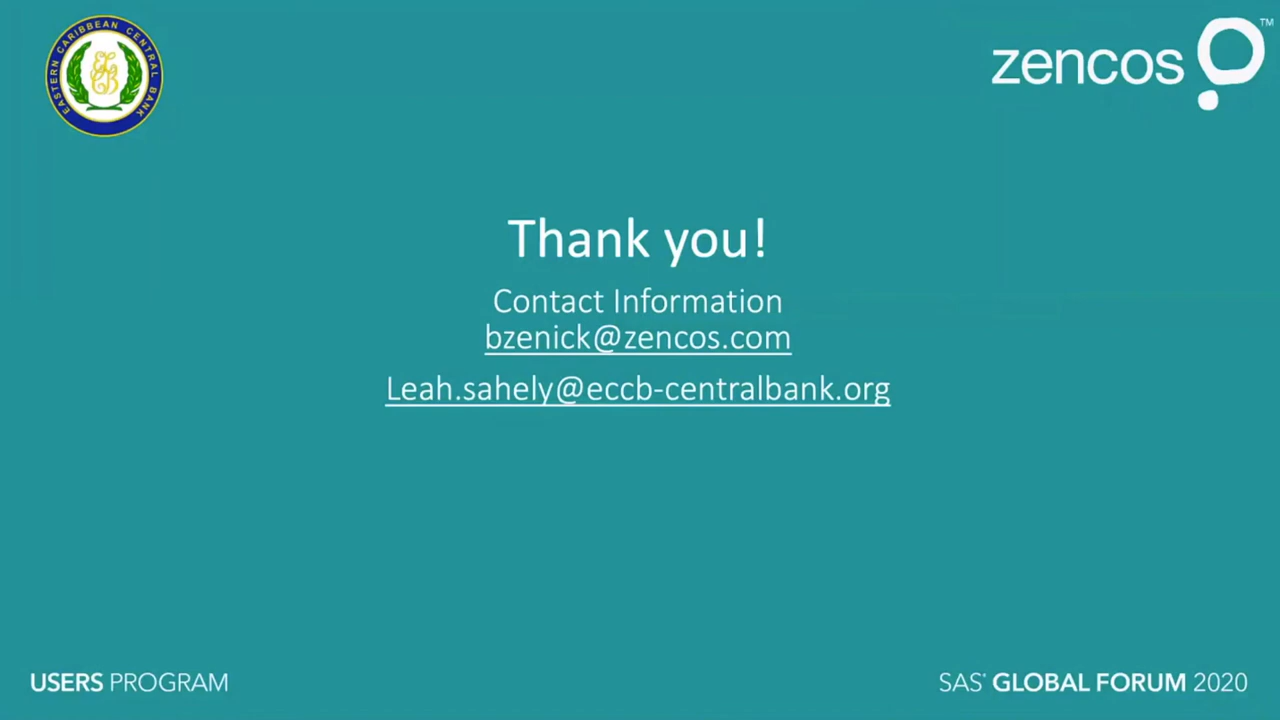 EASTERN CARIBBEAN CENTRAL BANK
zencos™
Thank you!
Contact Information
bzenick@zencos.com
Leah.sahely@eccb-centralbank.org
USERS PROGRAM
SAS® GLOBAL FORUM 2020